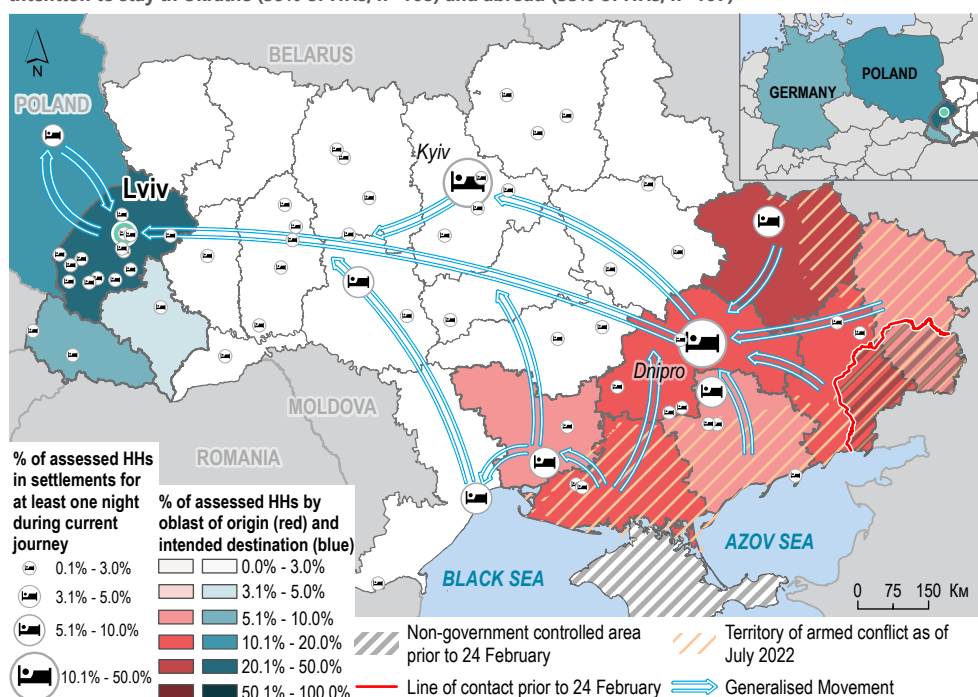 BELARUS
N
POLAND
POLAND
GERMANY
Kyiv
Lviv
Dnipro
MOLDOVA
ROMANIA
BLACK SEA
AZOV SEA
0 75 150 Км
% of assessed HHs
in settlements for
at least one night
during current
journey
0.1% - 3.0%
3.1% - 5.0%
5.1% - 10.0%
10.1% - 50.0%
% of assessed HHs by
oblast of origin (red) and
intended destination (blue)
0.0% - 3.0%
3.1% - 5.0%
5.1% - 10.0%
10.1% - 20.0%
20.1% - 50.0%
50.1% - 100.0%
Non-government controlled area
prior to 24 February
Line of contact prior to 24 February
Territory of armed conflict as of
July 2022
Generalised Movement